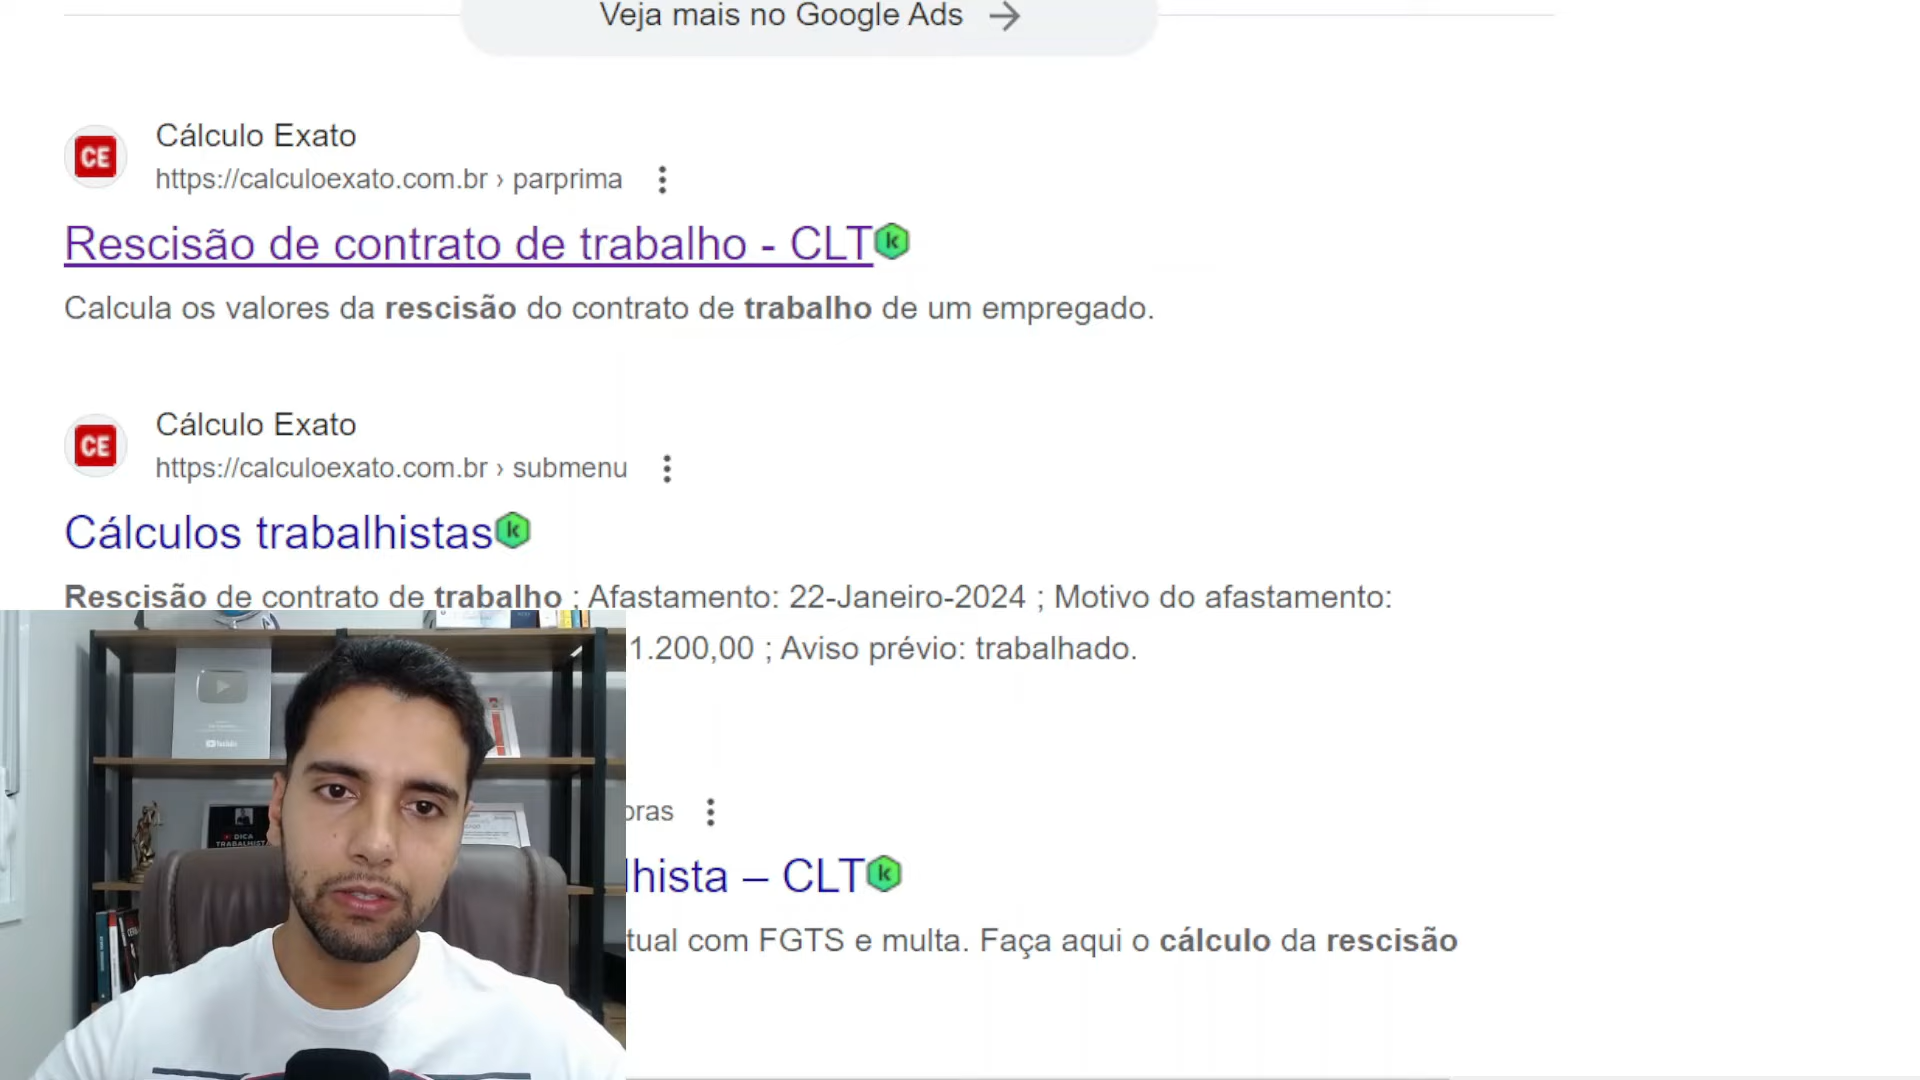 Veja mais no Google Ads →
CE
Cálculo Exato
https://calculoexato.com.br › parprima
Rescisão de contrato de trabalho - CLT
Calcula os valores da rescisão do contrato de trabalho de um empregado.
CE
Cálculo Exato
https://calculoexato.com.br › submenu
Cálculos trabalhistas
Rescisão de contrato de trabalho ; Afastamento: 22-Janeiro-2024 ; Motivo do afastamento:
1.200,00 ; Aviso prévio: trabalhado.
lhista – CLT
tual com FGTS e multa. Faça aqui o cálculo da rescisão
YouTube
DICA
TRABALHISTA